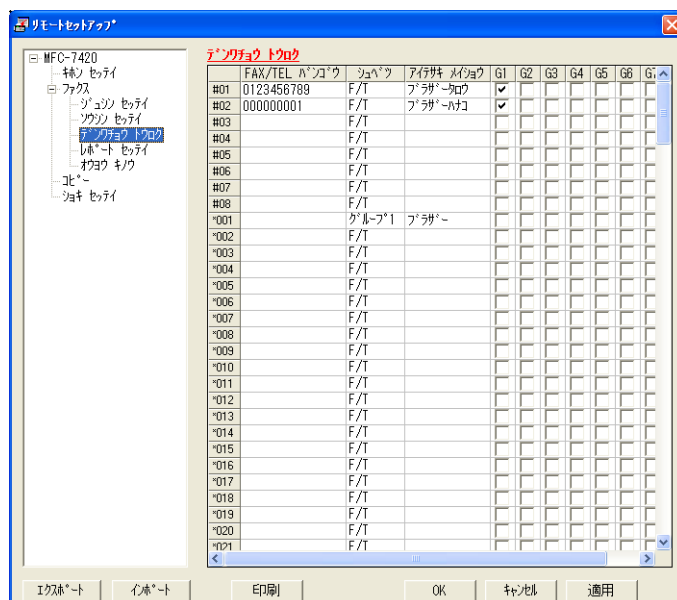 リモートセットアップ
MFC-7420
キホン セッテイ
ファクス
ジュシン セッテイ
ソウシン セッテイ
デンワチョウ トウロク
レポート セッテイ
オウヨウ キノウ
コピー
ショキ セッテイ
デンワチョウ トウロク
FAX/TEL バンゴウ シュベツ アイテサキ メイショウ G1 G2 G3 G4 G5 G6 G7
#01 0123456789 F/T ブラザータロウ
#02 000000001 F/T ブラザーハナコ
#03 F/T
#04 F/T
#05 F/T
#06 F/T
#07 F/T
#08 F/T
*001 グループ1 ブラザー
*002 F/T
*003 F/T
*004 F/T
*005 F/T
*006 F/T
*007 F/T
*008 F/T
*009 F/T
*010 F/T
*011 F/T
*012 F/T
*013 F/T
*014 F/T
*015 F/T
*016 F/T
*017 F/T
*018 F/T
*019 F/T
*020 F/T
*021 F/T
エクスポート インポート 印刷 OK キャンセル 適用